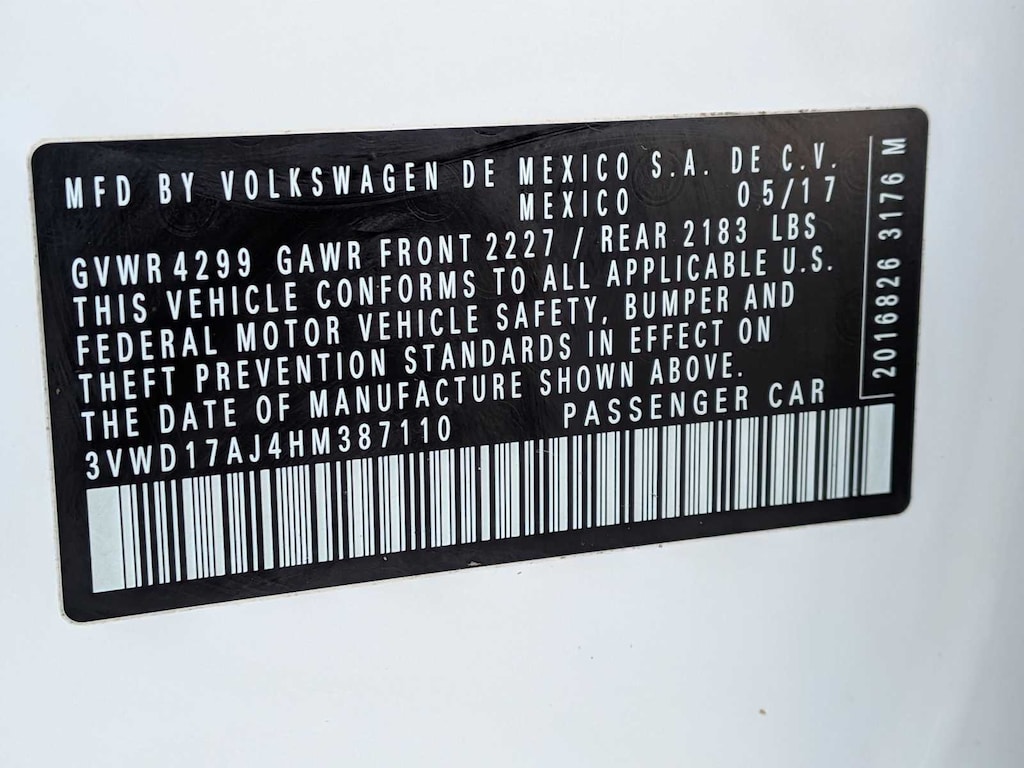 MFD BY VOLKSWAGEN DE MEXICO S.A. DE C.V.
MEXICO 05/17
GVWR 4299 GAWR FRONT 2227 / REAR 2183 LBS
THIS VEHICLE CONFORMS TO ALL APPLICABLE U.S.
FEDERAL MOTOR VEHICLE SAFETY, BUMPER AND
THEFT PREVENTION STANDARDS IN EFFECT ON
THE DATE OF MANUFACTURE SHOWN ABOVE.
3VWD17AJ4HM387110 PASSENGER CAR
2016826 3176 M